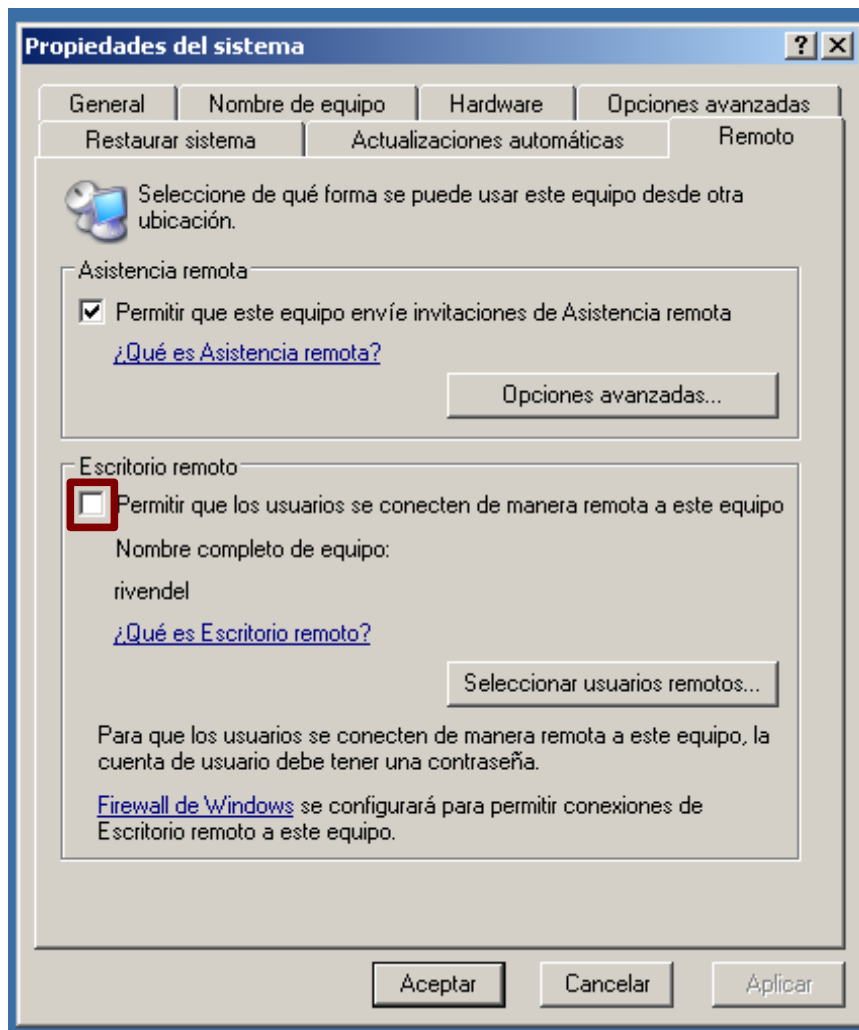 Propiedades del sistema
General Nombre de equipo Hardware Opciones avanzadas
Restaurar sistema Actualizaciones automáticas Remoto
Seleccione de qué forma se puede usar este equipo desde otra
ubicación.
Asistencia remota
Permitir que este equipo envíe invitaciones de Asistencia remota
¿Qué es Asistencia remota?
Opciones avanzadas...
Escritorio remoto
Permitir que los usuarios se conecten de manera remota a este equipo
Nombre completo de equipo:
rivendel
¿Qué es Escritorio remoto?
Seleccionar usuarios remotos...
Para que los usuarios se conecten de manera remota a este equipo, la
cuenta de usuario debe tener una contraseña.
Firewall de Windows se configurará para permitir conexiones de
Escritorio remoto a este equipo.
Aceptar Cancelar Aplicar